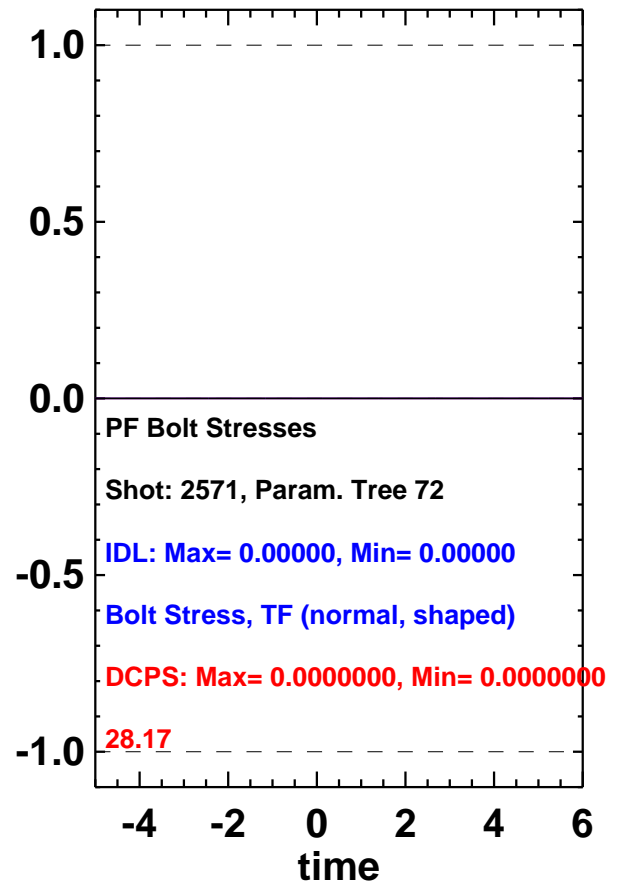 1.0
0.5
0.0
PF Bolt Stresses
Shot: 2571, Param. Tree 72
IDL: Max= 0.00000, Min= 0.00000
-0.5
Bolt Stress, TF (normal, shaped)
DCPS: Max= 0.0000000, Min= 0.0000000
28.17
-1.0
-4 -2 0 2 4 6
time